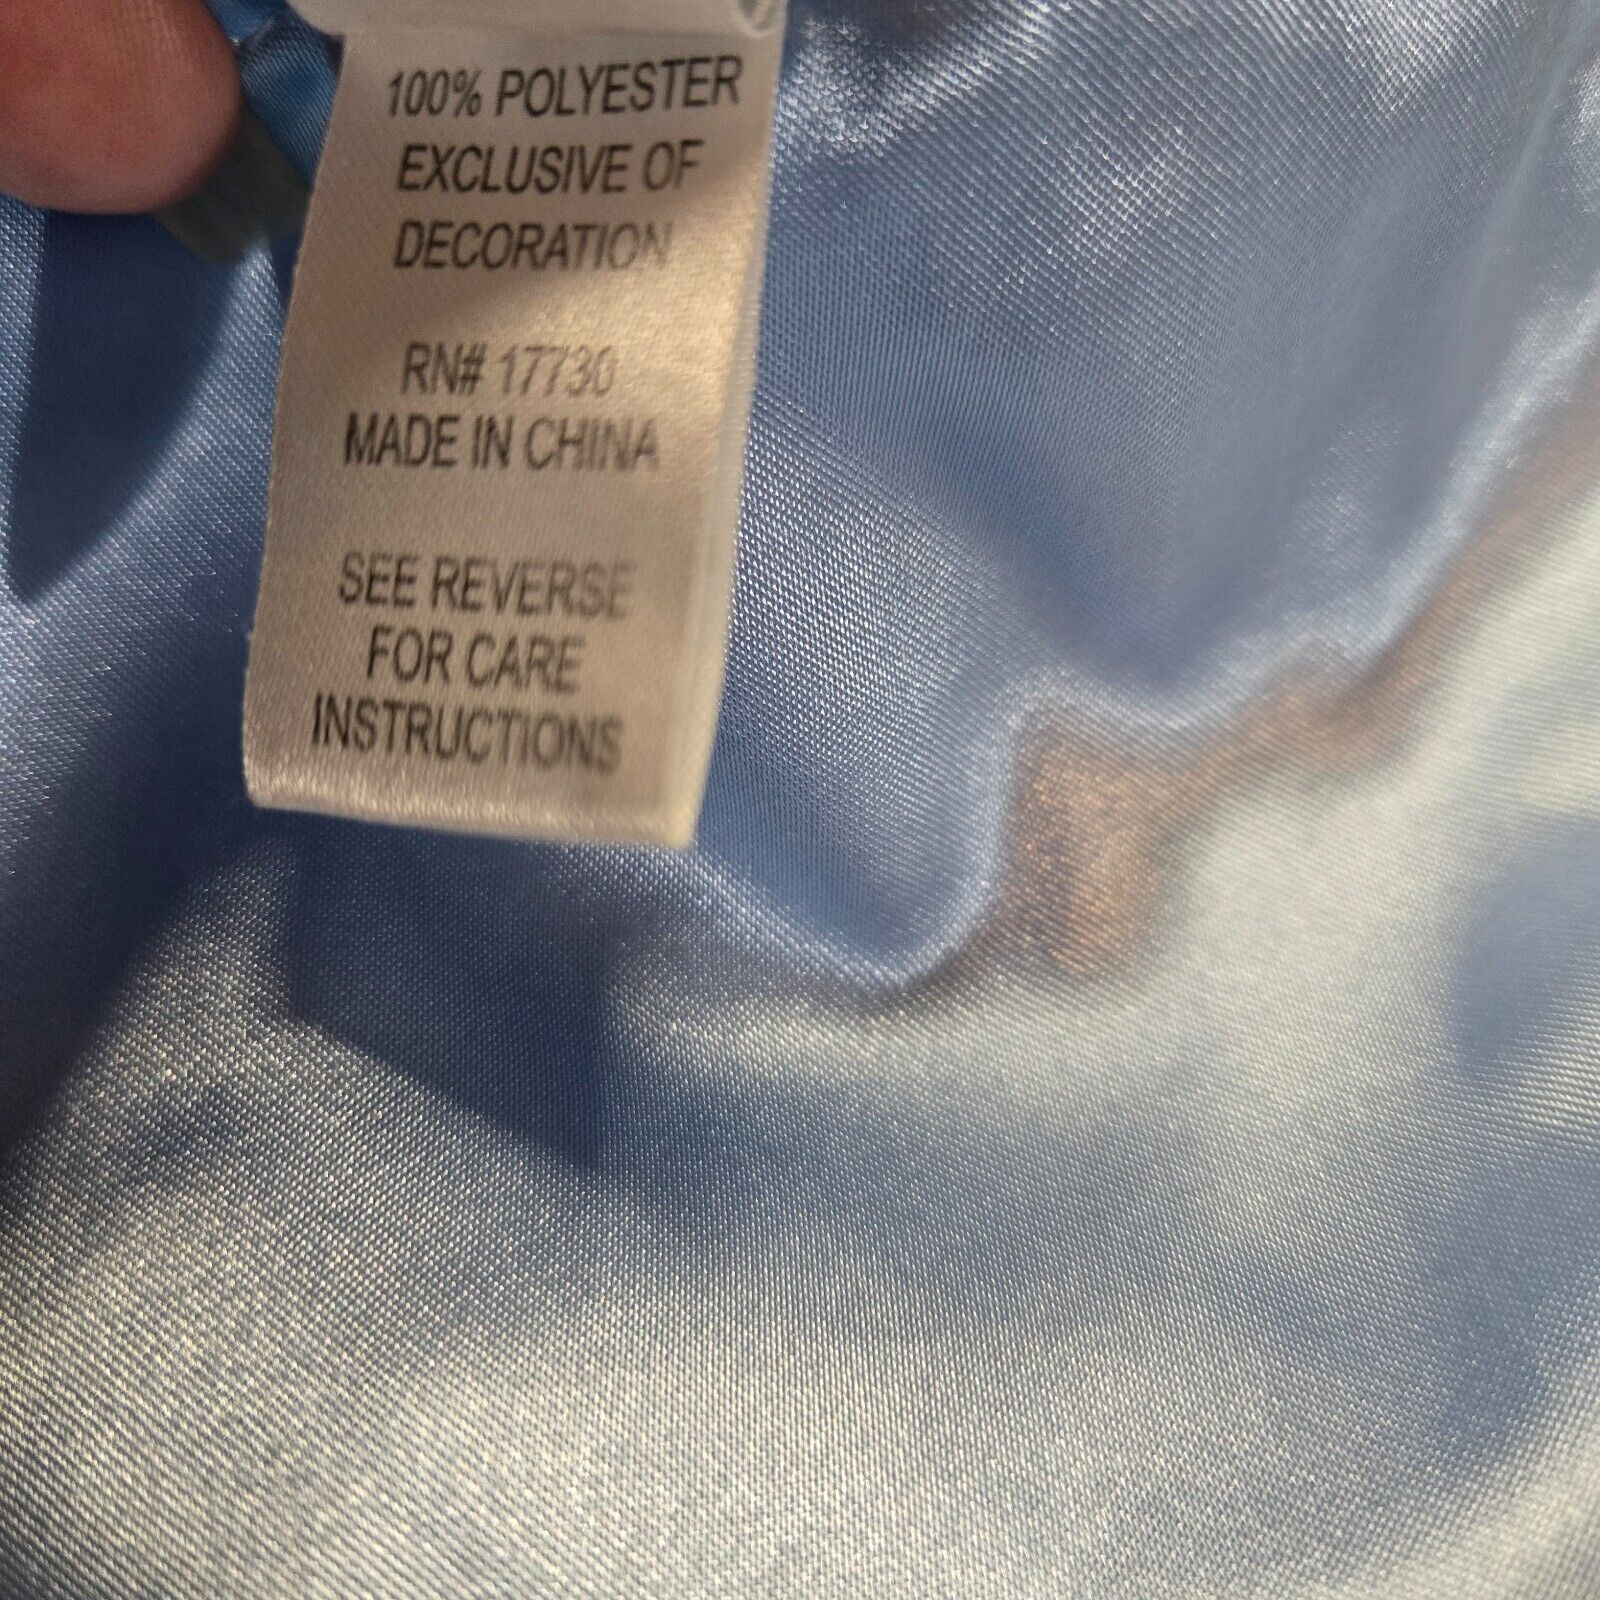 100% POLYESTER
EXCLUSIVE OF
DECORATION
RN# 17730
MADE IN CHINA
SEE REVERSE
FOR CARE
INSTRUCTIONS